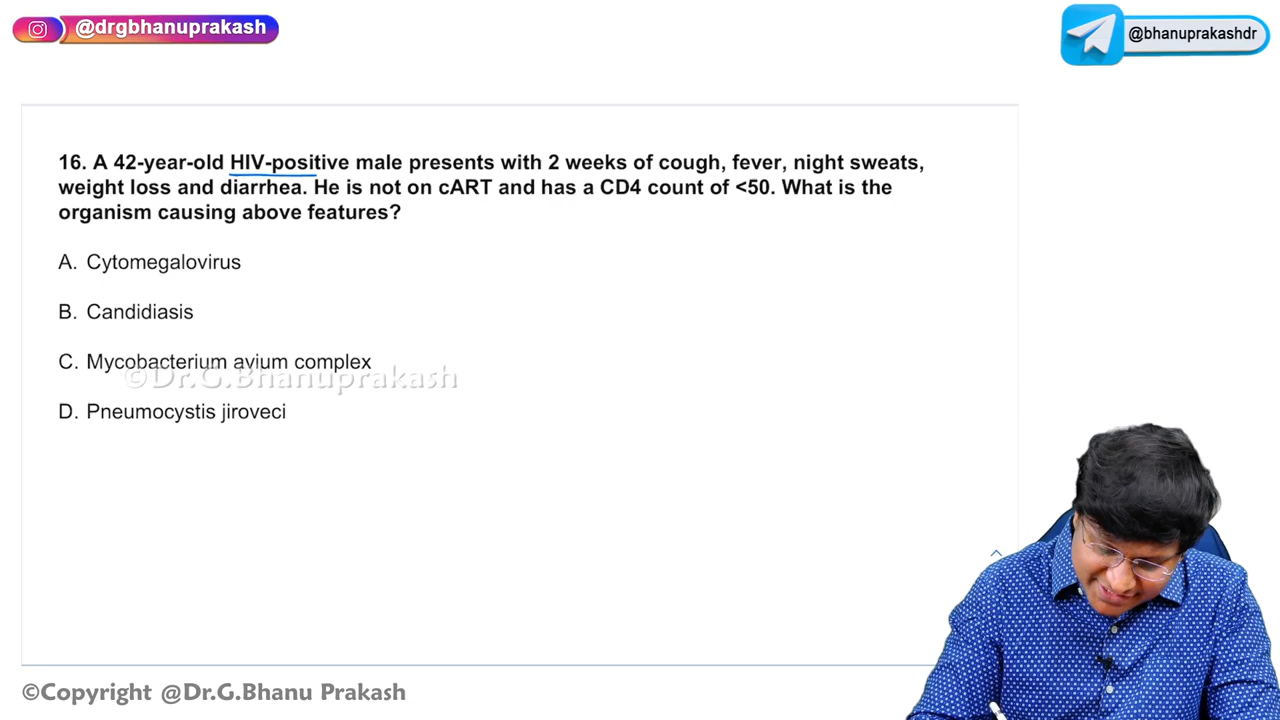 @drgbhanuprakash
@bhanuprakashdr
16. A 42-year-old HIV-positive male presents with 2 weeks of cough, fever, night sweats,
weight loss and diarrhea. He is not on cART and has a CD4 count of <50. What is the
organism causing above features?
A. Cytomegalovirus
B. Candidiasis
C. Mycobacterium avium complex
©Dr.G.Bhanuprakash
D. Pneumocystis jiroveci
©Copyright @Dr.G.Bhanu Prakash